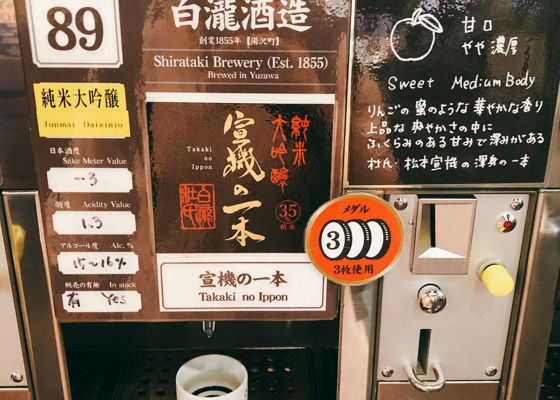 89
白瀧酒造
創業1855年【湯沢町】
Shirataki Brewery (Est. 1855)
Brewed in Yuzawa
純米大吟醸
Junmai Daiginjo
日本酒度
Sake Meter Value
-3
酸度 Acidity Value
1.3
アルコール度 Alc. %
15~16%
販売の有無 In stock
有 Yes
純米
大吟醸
宣機の一本
Takaki
no
Ippon
35%
精米
宣機の一本
Takaki no Ippon
メダル
3
3枚使用
甘口
やや濃厚
Sweet Medium Body
りんごの蜜のような華やかな香り
上品な爽やかさの中に
ふくらみのある甘みで深みがある
杜氏:松本宣機の渾身の一本